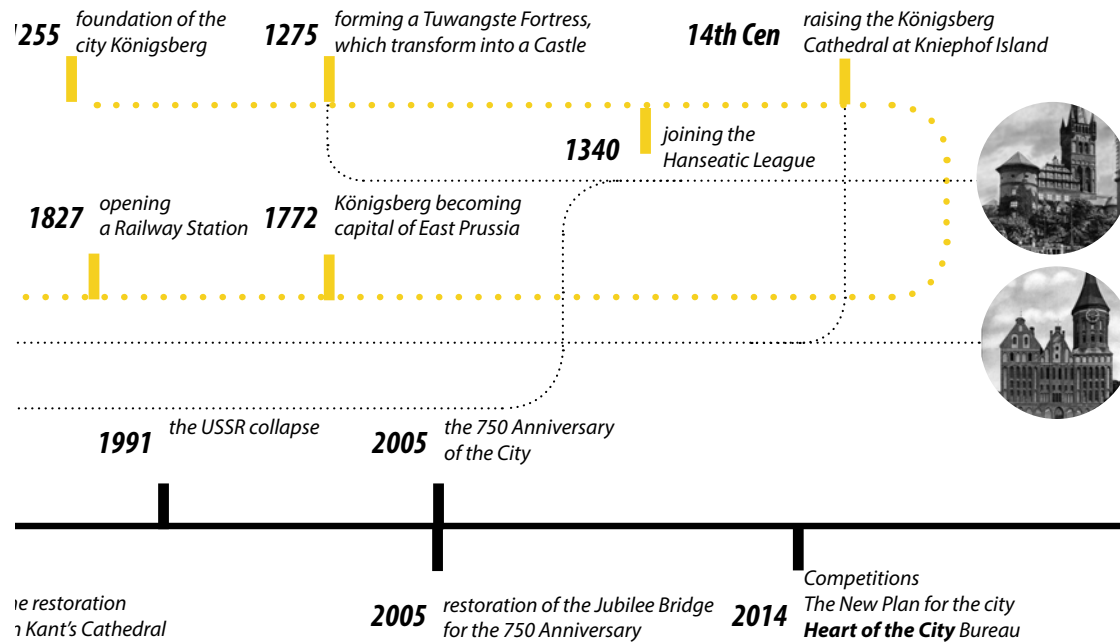 1255 foundation of the
city Königsberg
1275 forming a Tuwangste Fortress,
which transform into a Castle
14th Cen raising the Königsberg
Cathedral at Kniephof Island
1340 joining the
Hanseatic League
1827 opening
a Railway Station
1772 Königsberg becoming
capital of East Prussia
1991 the USSR collapse
2005 the 750 Anniversary
of the City
restoration
Kant's Cathedral
2005 restoration of the Jubilee Bridge
for the 750 Anniversary
2014 Competitions
The New Plan for the city
Heart of the City Bureau